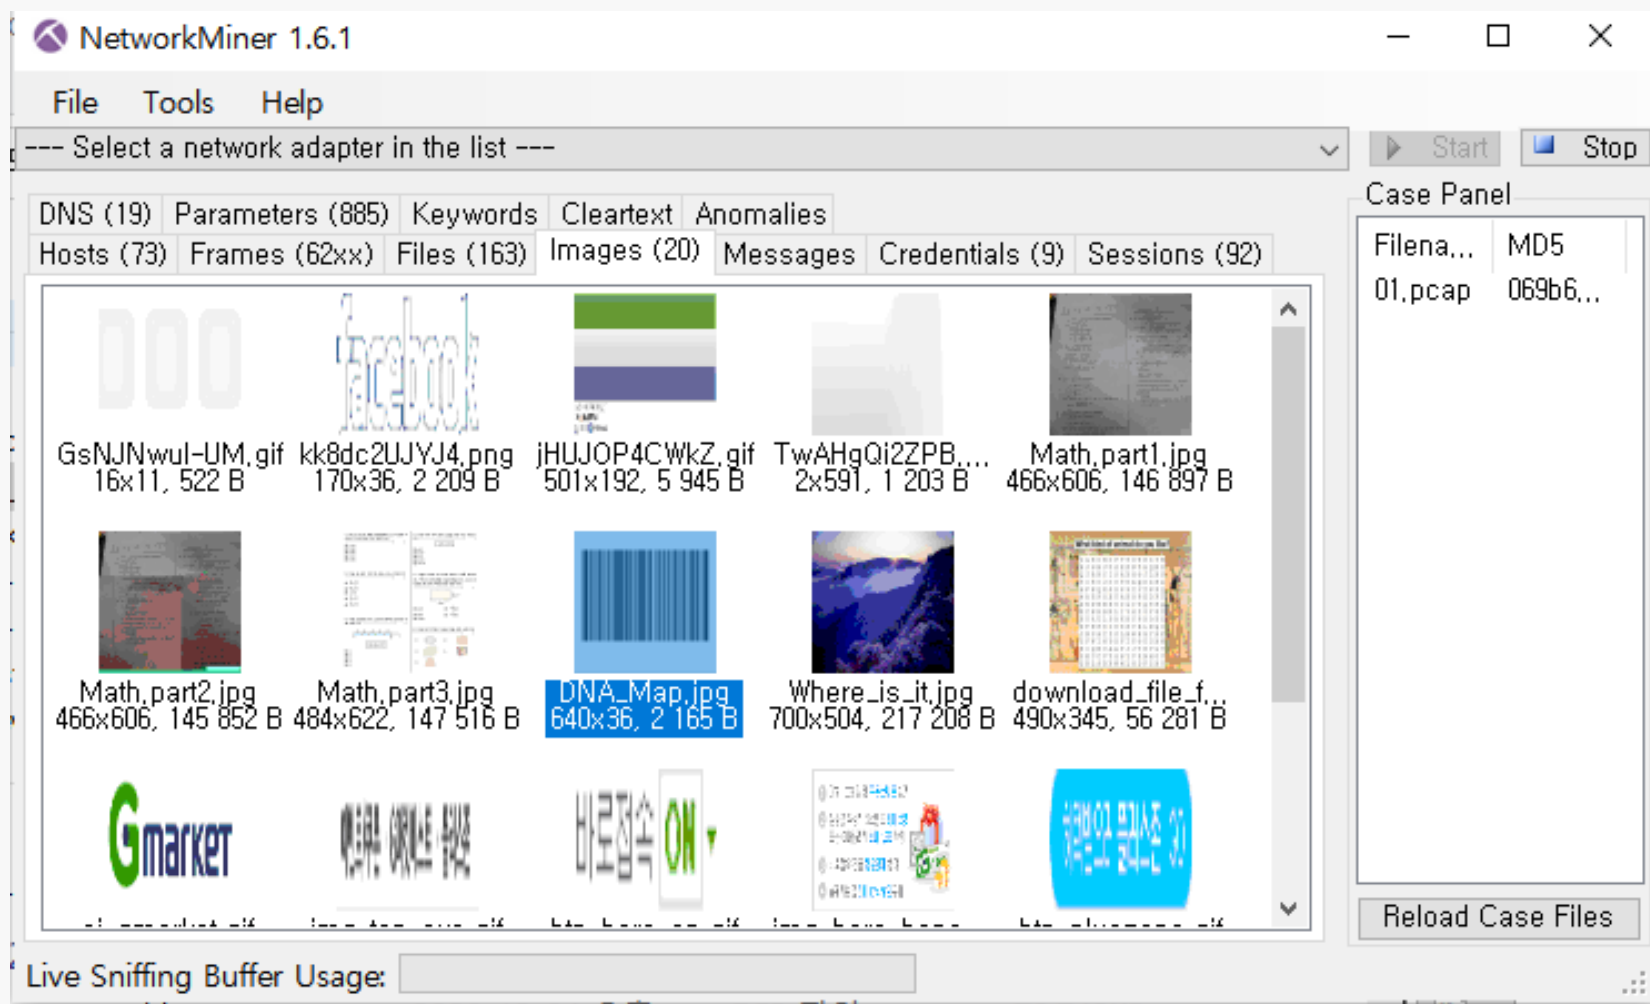 NetworkMiner 1.6.1
File Tools Help
--- Select a network adapter in the list ---
Start
Stop
DNS (19) Parameters (885) Keywords Cleartext Anomalies
Hosts (73) Frames (62xx) Files (163) Images (20) Messages Credentials (9) Sessions (92)
facebook
GsNJNwul-UM.gif
16x11, 522 B
kk8dc2UJYJ4.png
170x36, 2 209 B
jHUJOP4CWkZ.gif
501x192, 5 945 B
TwAHgQi2ZPB....
2x591, 1 203 B
Math.part1.jpg
466x606, 146 897 B
Math.part2.jpg
466x606, 145 852 B
Math.part3.jpg
484x622, 147 516 B
DNA_Map.jpg
640x36, 2 165 B
Where_is_it.jpg
700x504, 217 208 B
download_file_f...
490x345, 56 281 B
Gmarket
바로접속 ON
Case Panel
Filena... MD5
01.pcap 069b6...
Reload Case Files
Live Sniffing Buffer Usage: